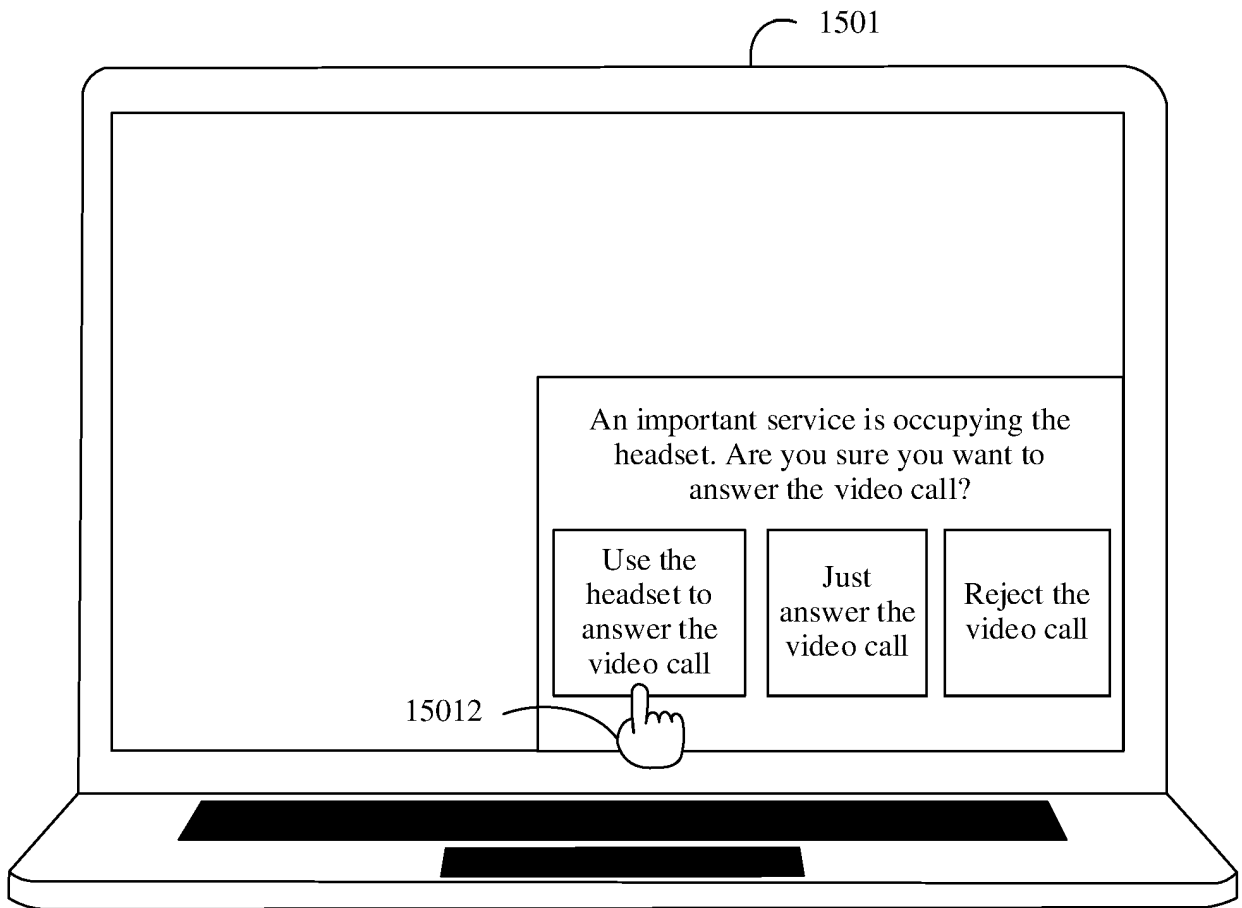 1501
An important service is occupying the
headset. Are you sure you want to
answer the video call?
Use the
headset to
answer the
video call
Just
answer the
video call
Reject the
video call
15012